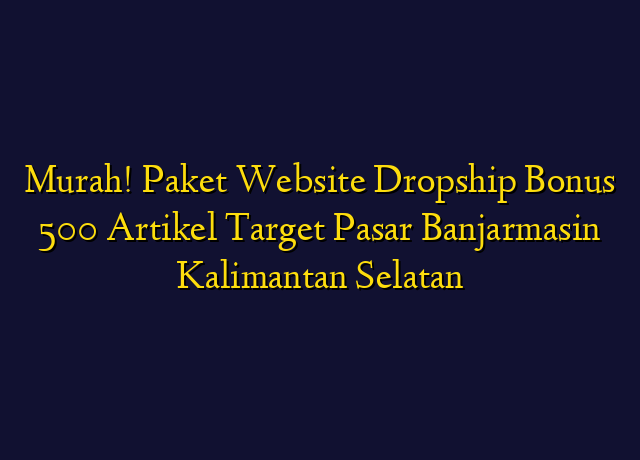 Murah! Paket Website Dropship Bonus
500 Artikel Target Pasar Banjarmasin
Kalimantan Selatan